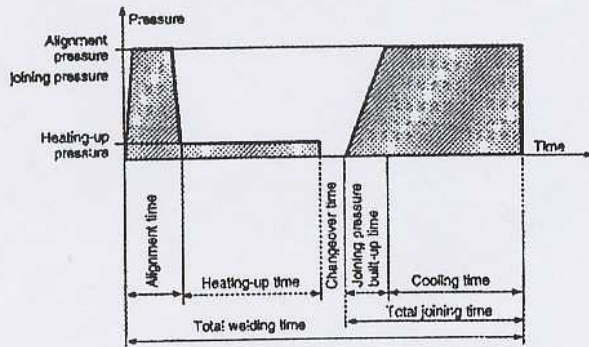 Pressure
Alignment
pressure
joining pressure
Heating-up
pressure
Time
Alignment time
Heating-up time
Changeover time
Joining pressure
built-up time
Cooling time
Total joining time
Total welding time